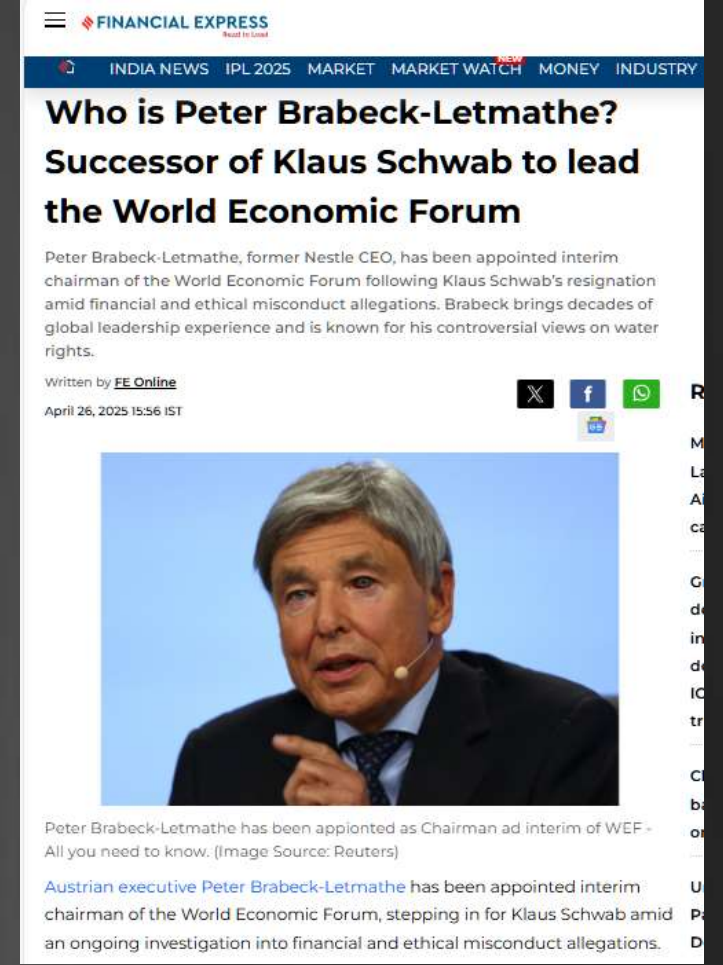 FINANCIAL EXPRESS
Read to Lead
INDIA NEWS IPL 2025 MARKET MARKET WATCH NEW MONEY INDUSTRY
Who is Peter Brabeck-Letmathe?
Successor of Klaus Schwab to lead
the World Economic Forum
Peter Brabeck-Letmathe, former Nestle CEO, has been appointed interim
chairman of the World Economic Forum following Klaus Schwab's resignation
amid financial and ethical misconduct allegations. Brabeck brings decades of
global leadership experience and is known for his controversial views on water
rights.
Written by FE Online
April 26, 2025 15:56 IST
Peter Brabeck-Letmathe has been appionted as Chairman ad interim of WEF -
All you need to know. (Image Source: Reuters)
Austrian executive Peter Brabeck-Letmathe has been appointed interim
chairman of the World Economic Forum, stepping in for Klaus Schwab amid
an ongoing investigation into financial and ethical misconduct allegations.